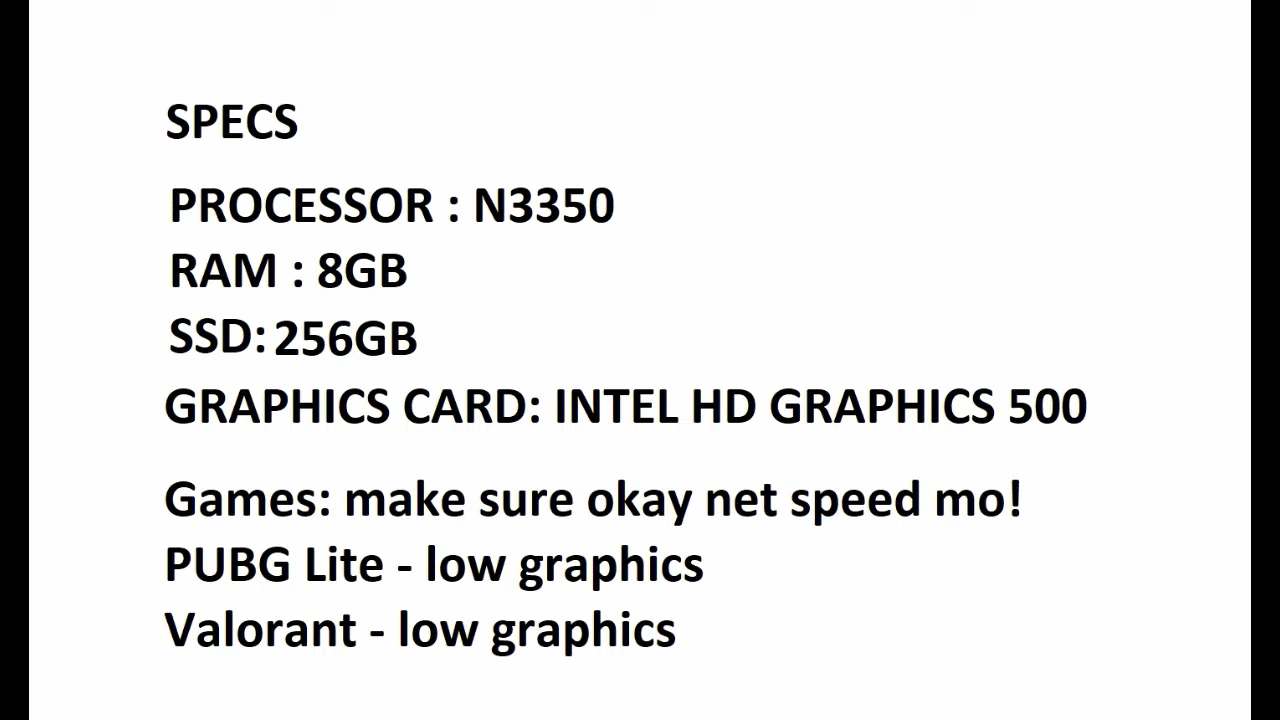 SPECS
PROCESSOR : N3350
RAM : 8GB
SSD: 256GB
GRAPHICS CARD: INTEL HD GRAPHICS 500
Games: make sure okay net speed mo!
PUBG Lite - low graphics
Valorant - low graphics